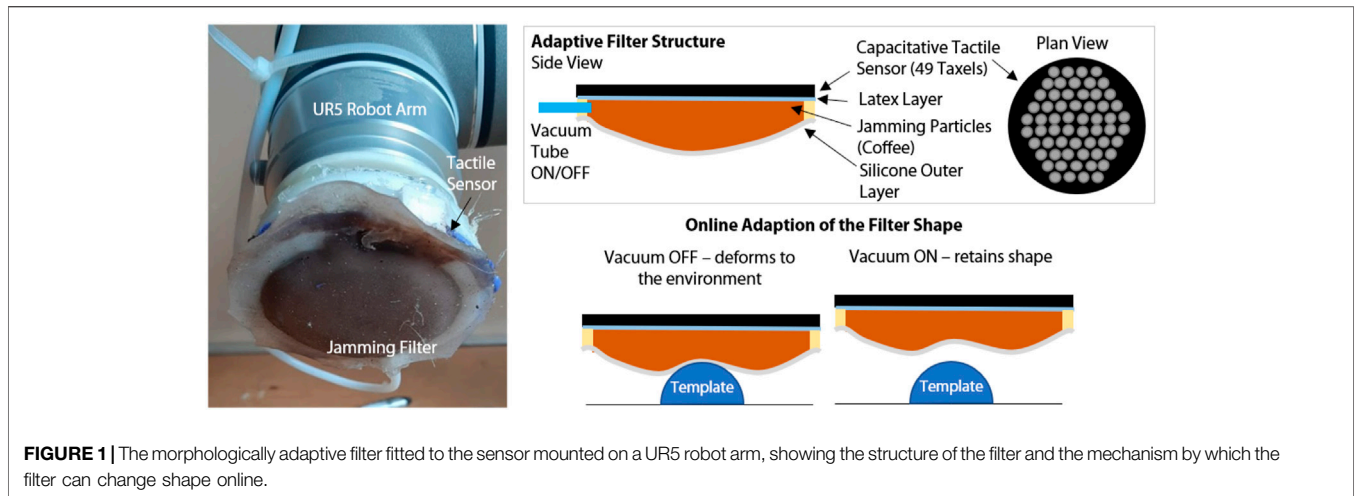 UR5 Robot Arm
Tactile
Sensor
Jamming Filter
Adaptive Filter Structure
Side View
Vacuum
Tube
ON/OFF
Capacitative Tactile
Sensor (49 Taxels)
Latex Layer
Jamming Particles
(Coffee)
Silicone Outer
Layer
Plan View
Online Adaption of the Filter Shape
Vacuum OFF – deforms to
the environment
Template
Vacuum ON – retains shape
Template
FIGURE 1 | The morphologically adaptive filter fitted to the sensor mounted on a UR5 robot arm, showing the structure of the filter and the mechanism by which the
filter can change shape online.